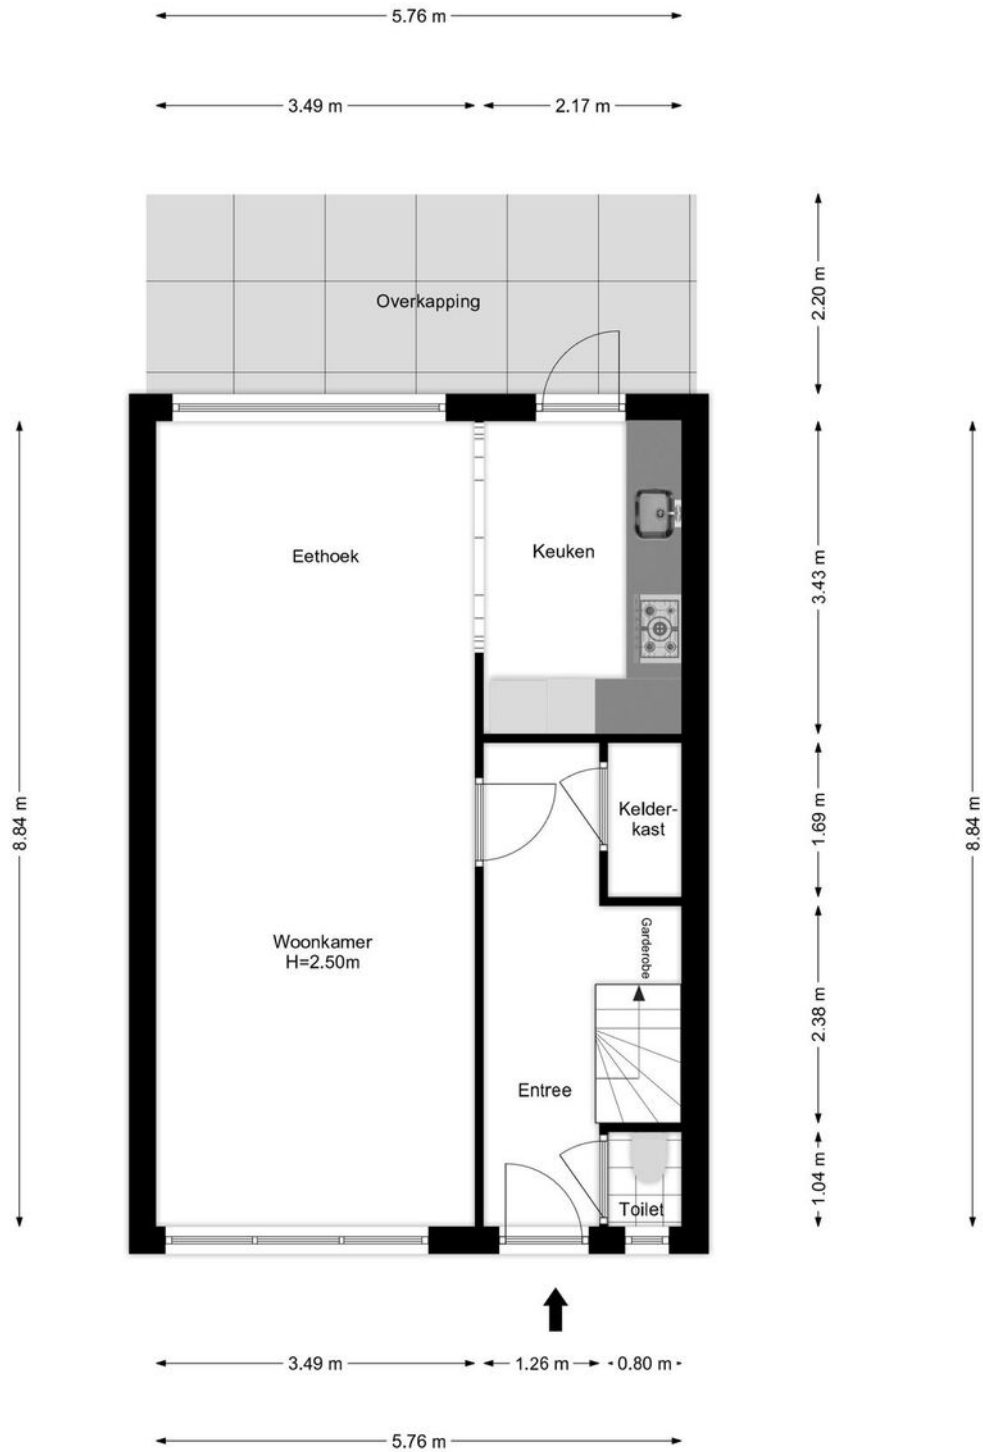 5.76 m
3.49 m
2.17 m
2.20 m
Overkapping
Eethoek
Keuken
3.43 m
8.84 m
8.84 m
Kelder-
kast
1.69 m
Woonkamer
H=2.50m
Garderobe
2.38 m
Entree
Toilet
1.04 m
3.49 m
1.26 m
0.80 m
5.76 m